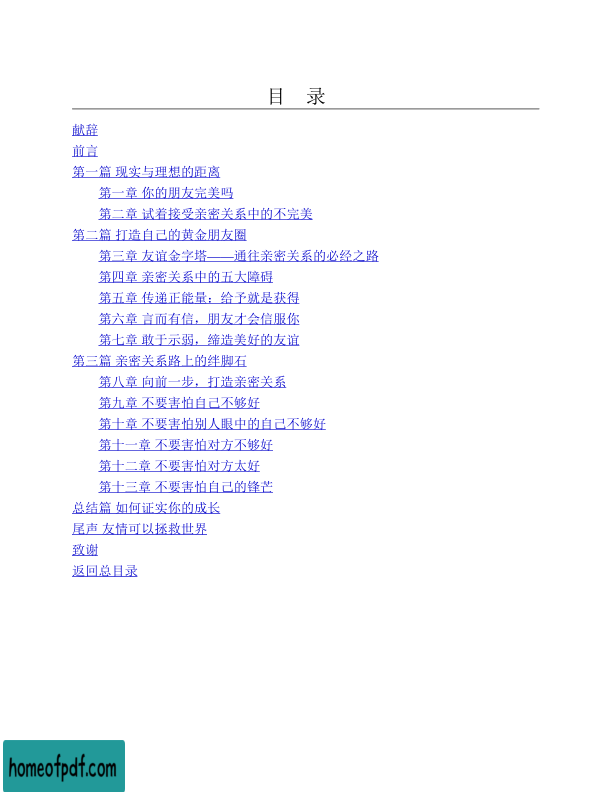 目 录
献辞
前言
第一篇 现实与理想的距离
第一章 你的朋友完美吗
第二章 试着接受亲密关系中的不完美
第二篇 打造自己的黄金朋友圈
第三章 友谊金字塔——通往亲密关系的必经之路
第四章 亲密关系中的五大障碍
第五章 传递正能量：给予就是获得
第六章 言而有信，朋友才会信服你
第七章 敢于示弱，缔造美好的友谊
第三篇 亲密关系路上的绊脚石
第八章 向前一步，打造亲密关系
第九章 不要害怕自己不够好
第十章 不要害怕别人眼中的自己不够好
第十一章 不要害怕对方不够好
第十二章 不要害怕对方太好
第十三章 不要害怕自己的锋芒
总结篇 如何证实你的成长
尾声 友情可以拯救世界
致谢
返回总目录
homeofpdf.com